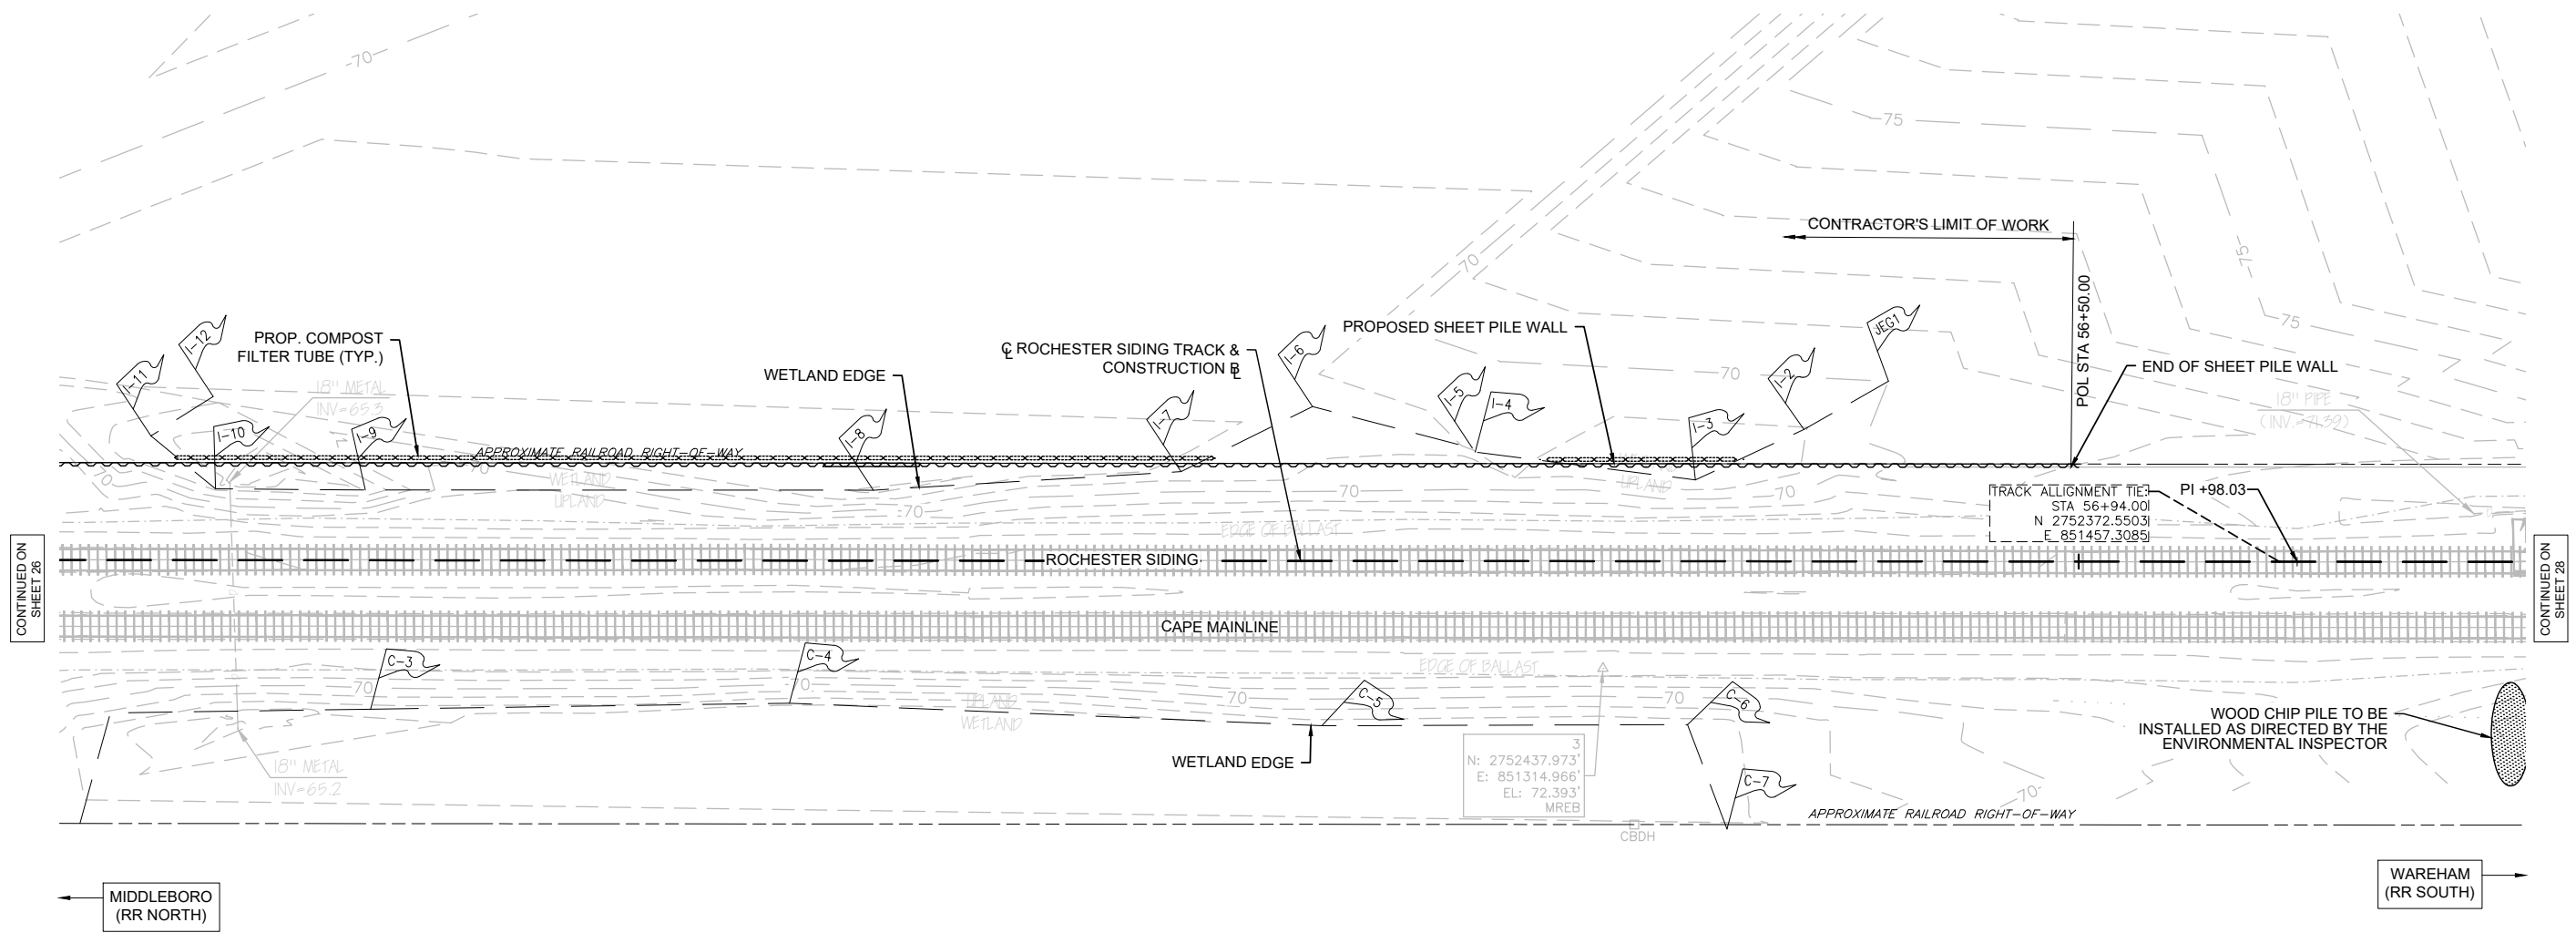 70
75
CONTRACTOR'S LIMIT OF WORK
75
70
75
POL STA 56+50.00
I-12
I-11
PROP. COMPOST
FILTER TUBE (TYP.)
18" METAL
INV=65.3
WETLAND EDGE
℄ ROCHESTER SIDING TRACK &
CONSTRUCTION B
L
I-6
PROPOSED SHEET PILE WALL
JEG1
I-2
70
END OF SHEET PILE WALL
I-5
I-4
I-3
18" PIPE
(INV.=71.39)
I-10
I-9
I-8
I-7
APPROXIMATE RAILROAD RIGHT-OF-WAY
70
WETLAND
UPLAND
UPLAND
70
70
70
EDGE OF BALLAST
TRACK ALLIGNMENT TIE:
STA 56+94.00
N 2752372.5503
E 851457.3085
PI +98.03
CONTINUED ON
SHEET 26
ROCHESTER SIDING
CONTINUED ON
SHEET 28
CAPE MAINLINE
C-3
C-4
EDGE OF BALLAST
70
70
70
70
UPLAND
WETLAND
C-5
C-6
WOOD CHIP PILE TO BE
INSTALLED AS DIRECTED BY THE
ENVIRONMENTAL INSPECTOR
18" METAL
INV=65.2
WETLAND EDGE
3
N: 2752437.973'
E: 851314.966'
EL: 72.393'
MREB
C-7
70
APPROXIMATE RAILROAD RIGHT-OF-WAY
CBDH
MIDDLEBORO
(RR NORTH)
WAREHAM
(RR SOUTH)